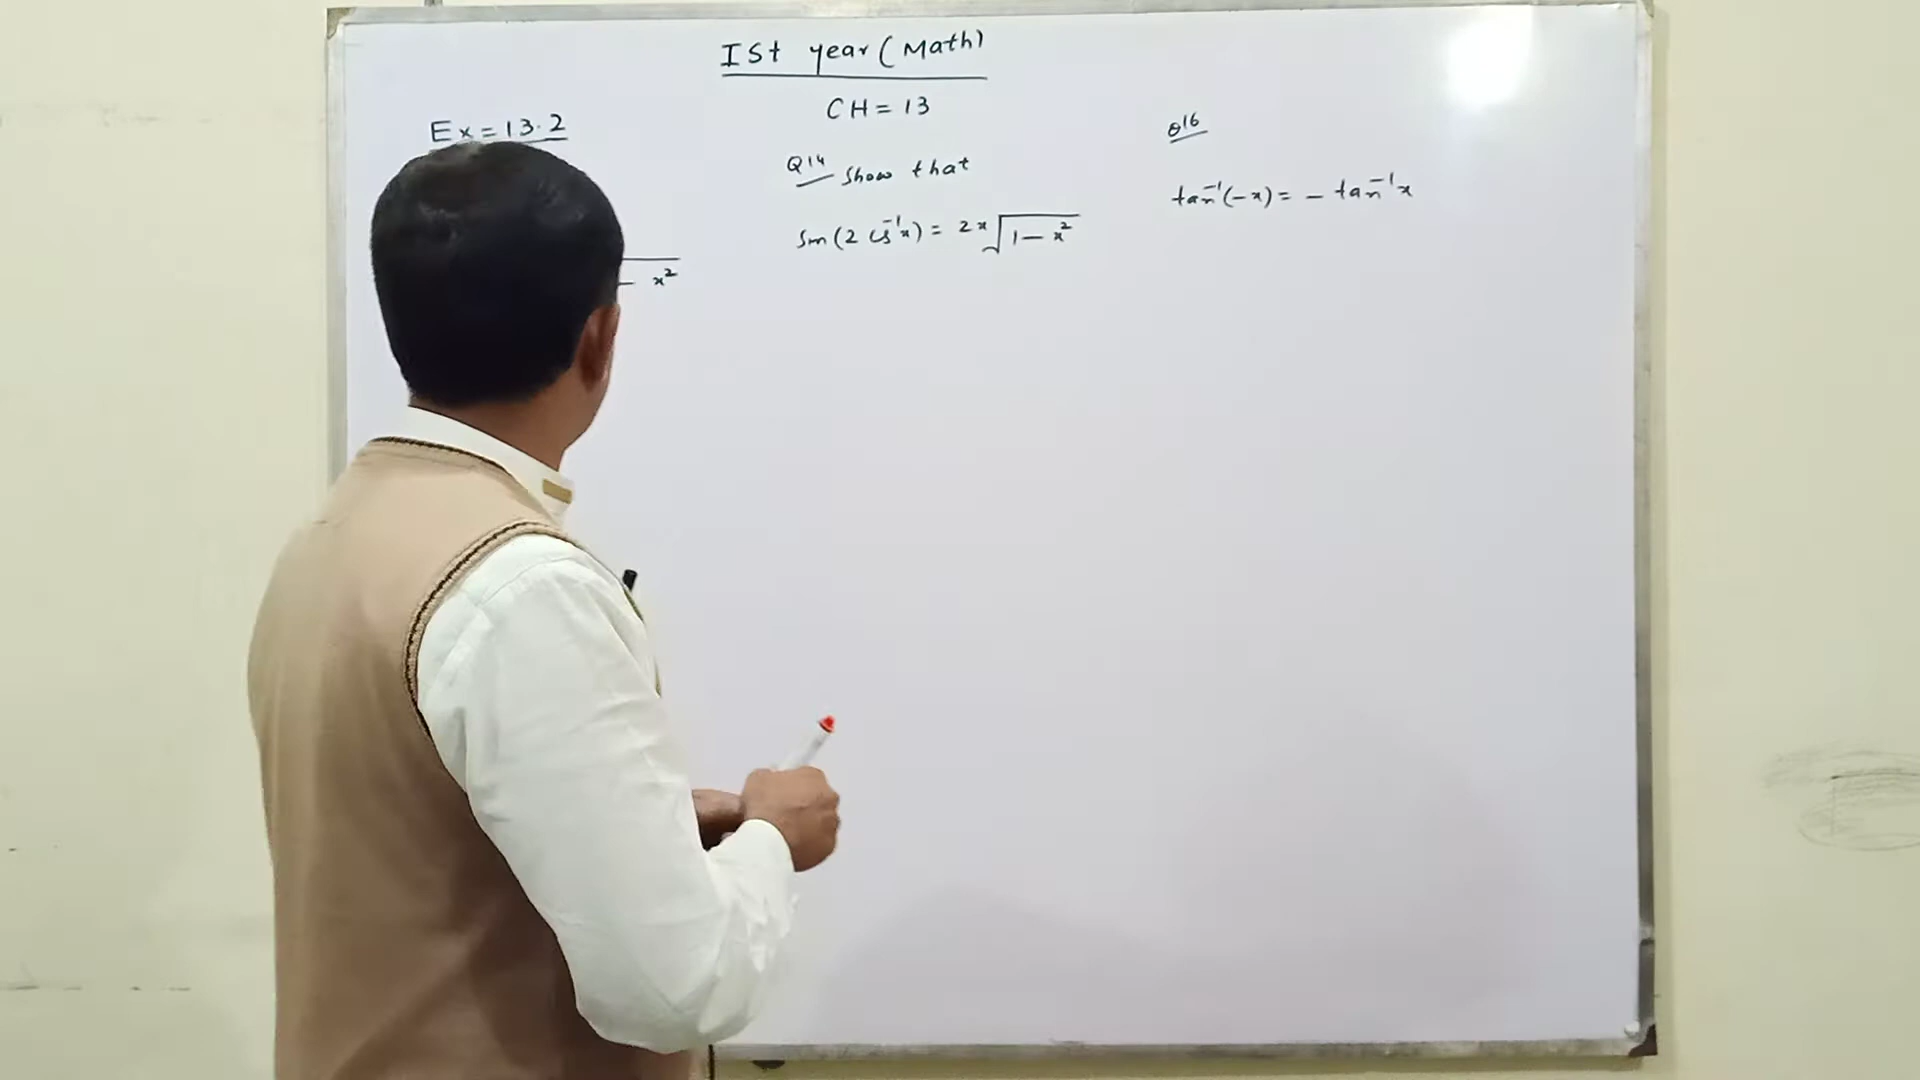 ISt year (Math)
CH = 13
Ex = 13.2
- x²
Q14 Show that
Sin(2 cos⁻¹x) = 2x√(1 - x²)
Q16
tan⁻¹(-x) = - tan⁻¹x